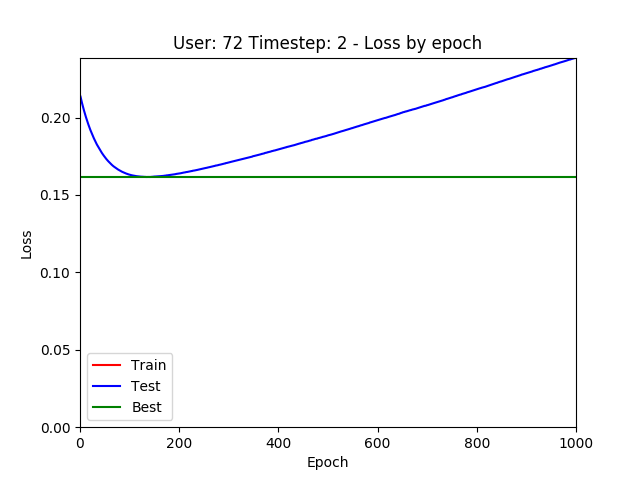 User: 72 Timestep: 2 - Loss by epoch
0.20
0.15
0.10
0.05
0.00
Loss
Train
Test
Best
0 200 400 600 800 1000
Epoch